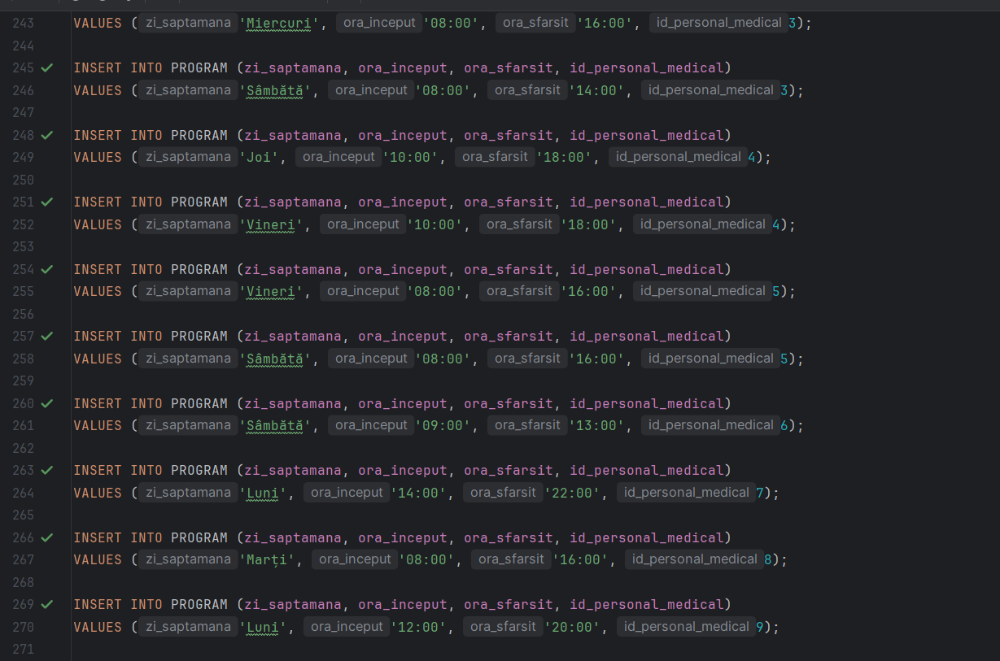 243 VALUES ( zi_saptamana 'Miercuri', ora_inceput '08:00', ora_sfarsit '16:00', id_personal_medical 3);
244
245 INSERT INTO PROGRAM (zi_saptamana, ora_inceput, ora_sfarsit, id_personal_medical)
246 VALUES ( zi_saptamana 'Sâmbătă', ora_inceput '08:00', ora_sfarsit '14:00', id_personal_medical 3);
247
248 INSERT INTO PROGRAM (zi_saptamana, ora_inceput, ora_sfarsit, id_personal_medical)
249 VALUES ( zi_saptamana 'Joi', ora_inceput '10:00', ora_sfarsit '18:00', id_personal_medical 4);
250
251 INSERT INTO PROGRAM (zi_saptamana, ora_inceput, ora_sfarsit, id_personal_medical)
252 VALUES ( zi_saptamana 'Vineri', ora_inceput '10:00', ora_sfarsit '18:00', id_personal_medical 4);
253
254 INSERT INTO PROGRAM (zi_saptamana, ora_inceput, ora_sfarsit, id_personal_medical)
255 VALUES ( zi_saptamana 'Vineri', ora_inceput '08:00', ora_sfarsit '16:00', id_personal_medical 5);
256
257 INSERT INTO PROGRAM (zi_saptamana, ora_inceput, ora_sfarsit, id_personal_medical)
258 VALUES ( zi_saptamana 'Sâmbătă', ora_inceput '08:00', ora_sfarsit '16:00', id_personal_medical 5);
259
260 INSERT INTO PROGRAM (zi_saptamana, ora_inceput, ora_sfarsit, id_personal_medical)
261 VALUES ( zi_saptamana 'Sâmbătă', ora_inceput '09:00', ora_sfarsit '13:00', id_personal_medical 6);
262
263 INSERT INTO PROGRAM (zi_saptamana, ora_inceput, ora_sfarsit, id_personal_medical)
264 VALUES ( zi_saptamana 'Luni', ora_inceput '14:00', ora_sfarsit '22:00', id_personal_medical 7);
265
266 INSERT INTO PROGRAM (zi_saptamana, ora_inceput, ora_sfarsit, id_personal_medical)
267 VALUES ( zi_saptamana 'Marți', ora_inceput '08:00', ora_sfarsit '16:00', id_personal_medical 8);
268
269 INSERT INTO PROGRAM (zi_saptamana, ora_inceput, ora_sfarsit, id_personal_medical)
270 VALUES ( zi_saptamana 'Luni', ora_inceput '12:00', ora_sfarsit '20:00', id_personal_medical 9);
271